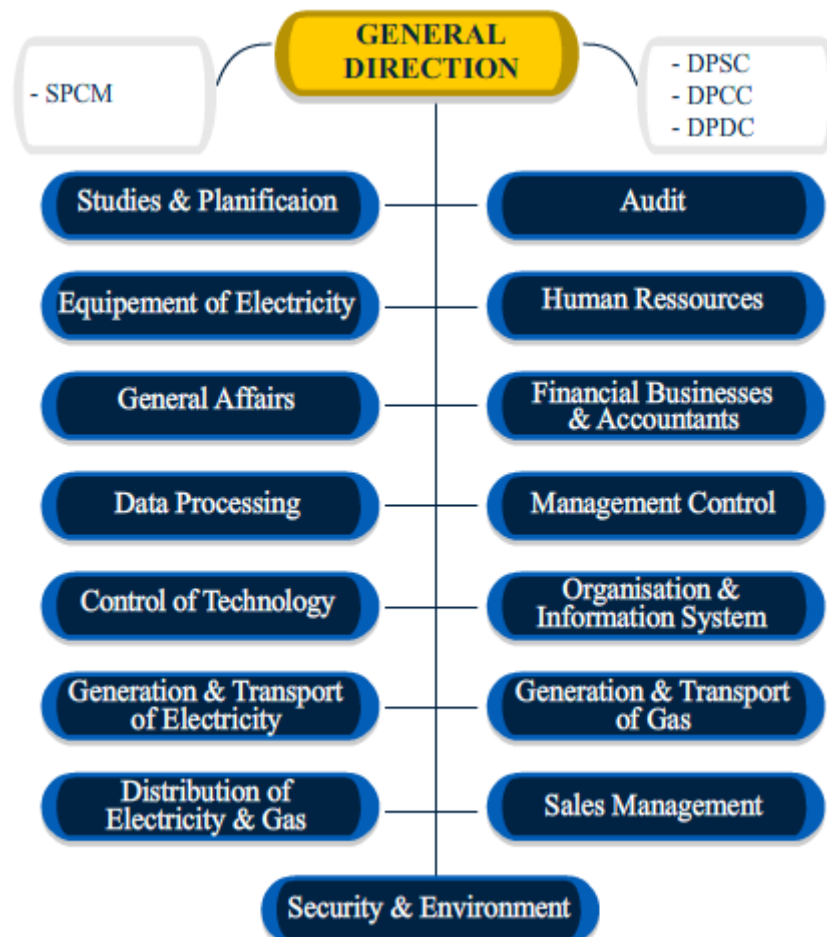 GENERAL
DIRECTION
- SPCM
- DPSC
- DPCC
- DPDC
Studies & Planificaion
Audit
Equipement of Electricity
Human Ressources
General Affairs
Financial Businesses
& Accountants
Data Processing
Management Control
Control of Technology
Organisation &
Information System
Generation & Transport
of Electricity
Generation & Transport
of Gas
Distribution of
Electricity & Gas
Sales Management
Security & Environment